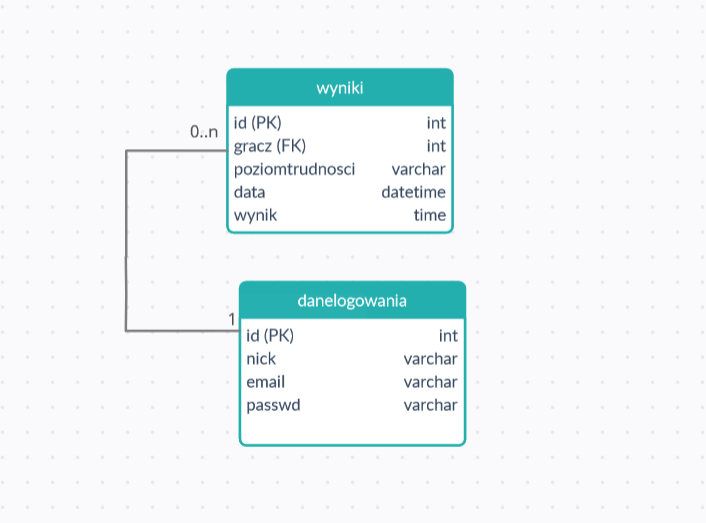 wyniki
0..n
id (PK) int
gracz (FK) int
poziomtrudnosci varchar
data datetime
wynik time
danelogowania
1
id (PK) int
nick varchar
email varchar
passwd varchar